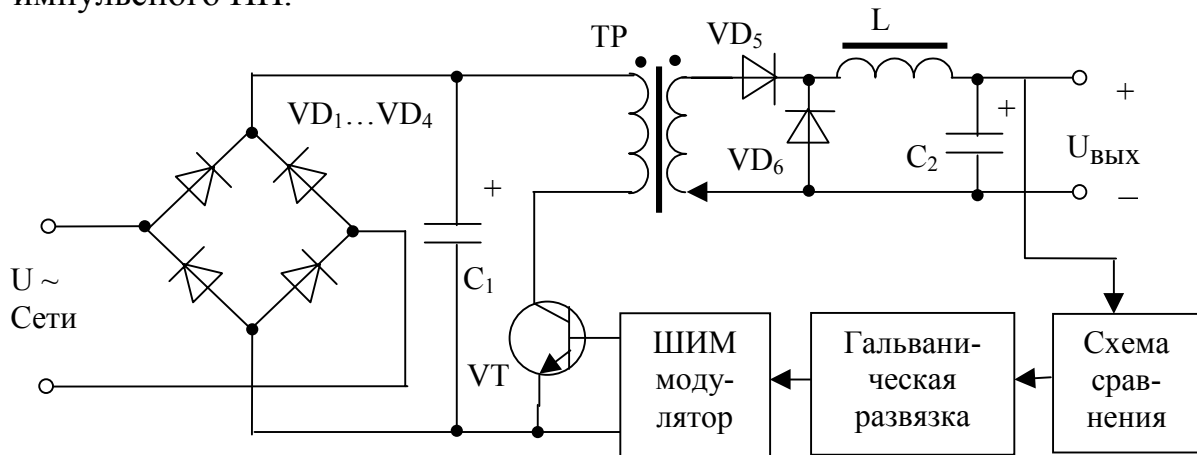 импульсного ИП.
ТР
VD5
L
VD1…VD4
+
+
+
VD6
C2
Uвых
–
U ~
Сети
C1
VT
ШИМ
моду-
лятор
Гальвани-
ческая
развязка
Схема
срав-
нения